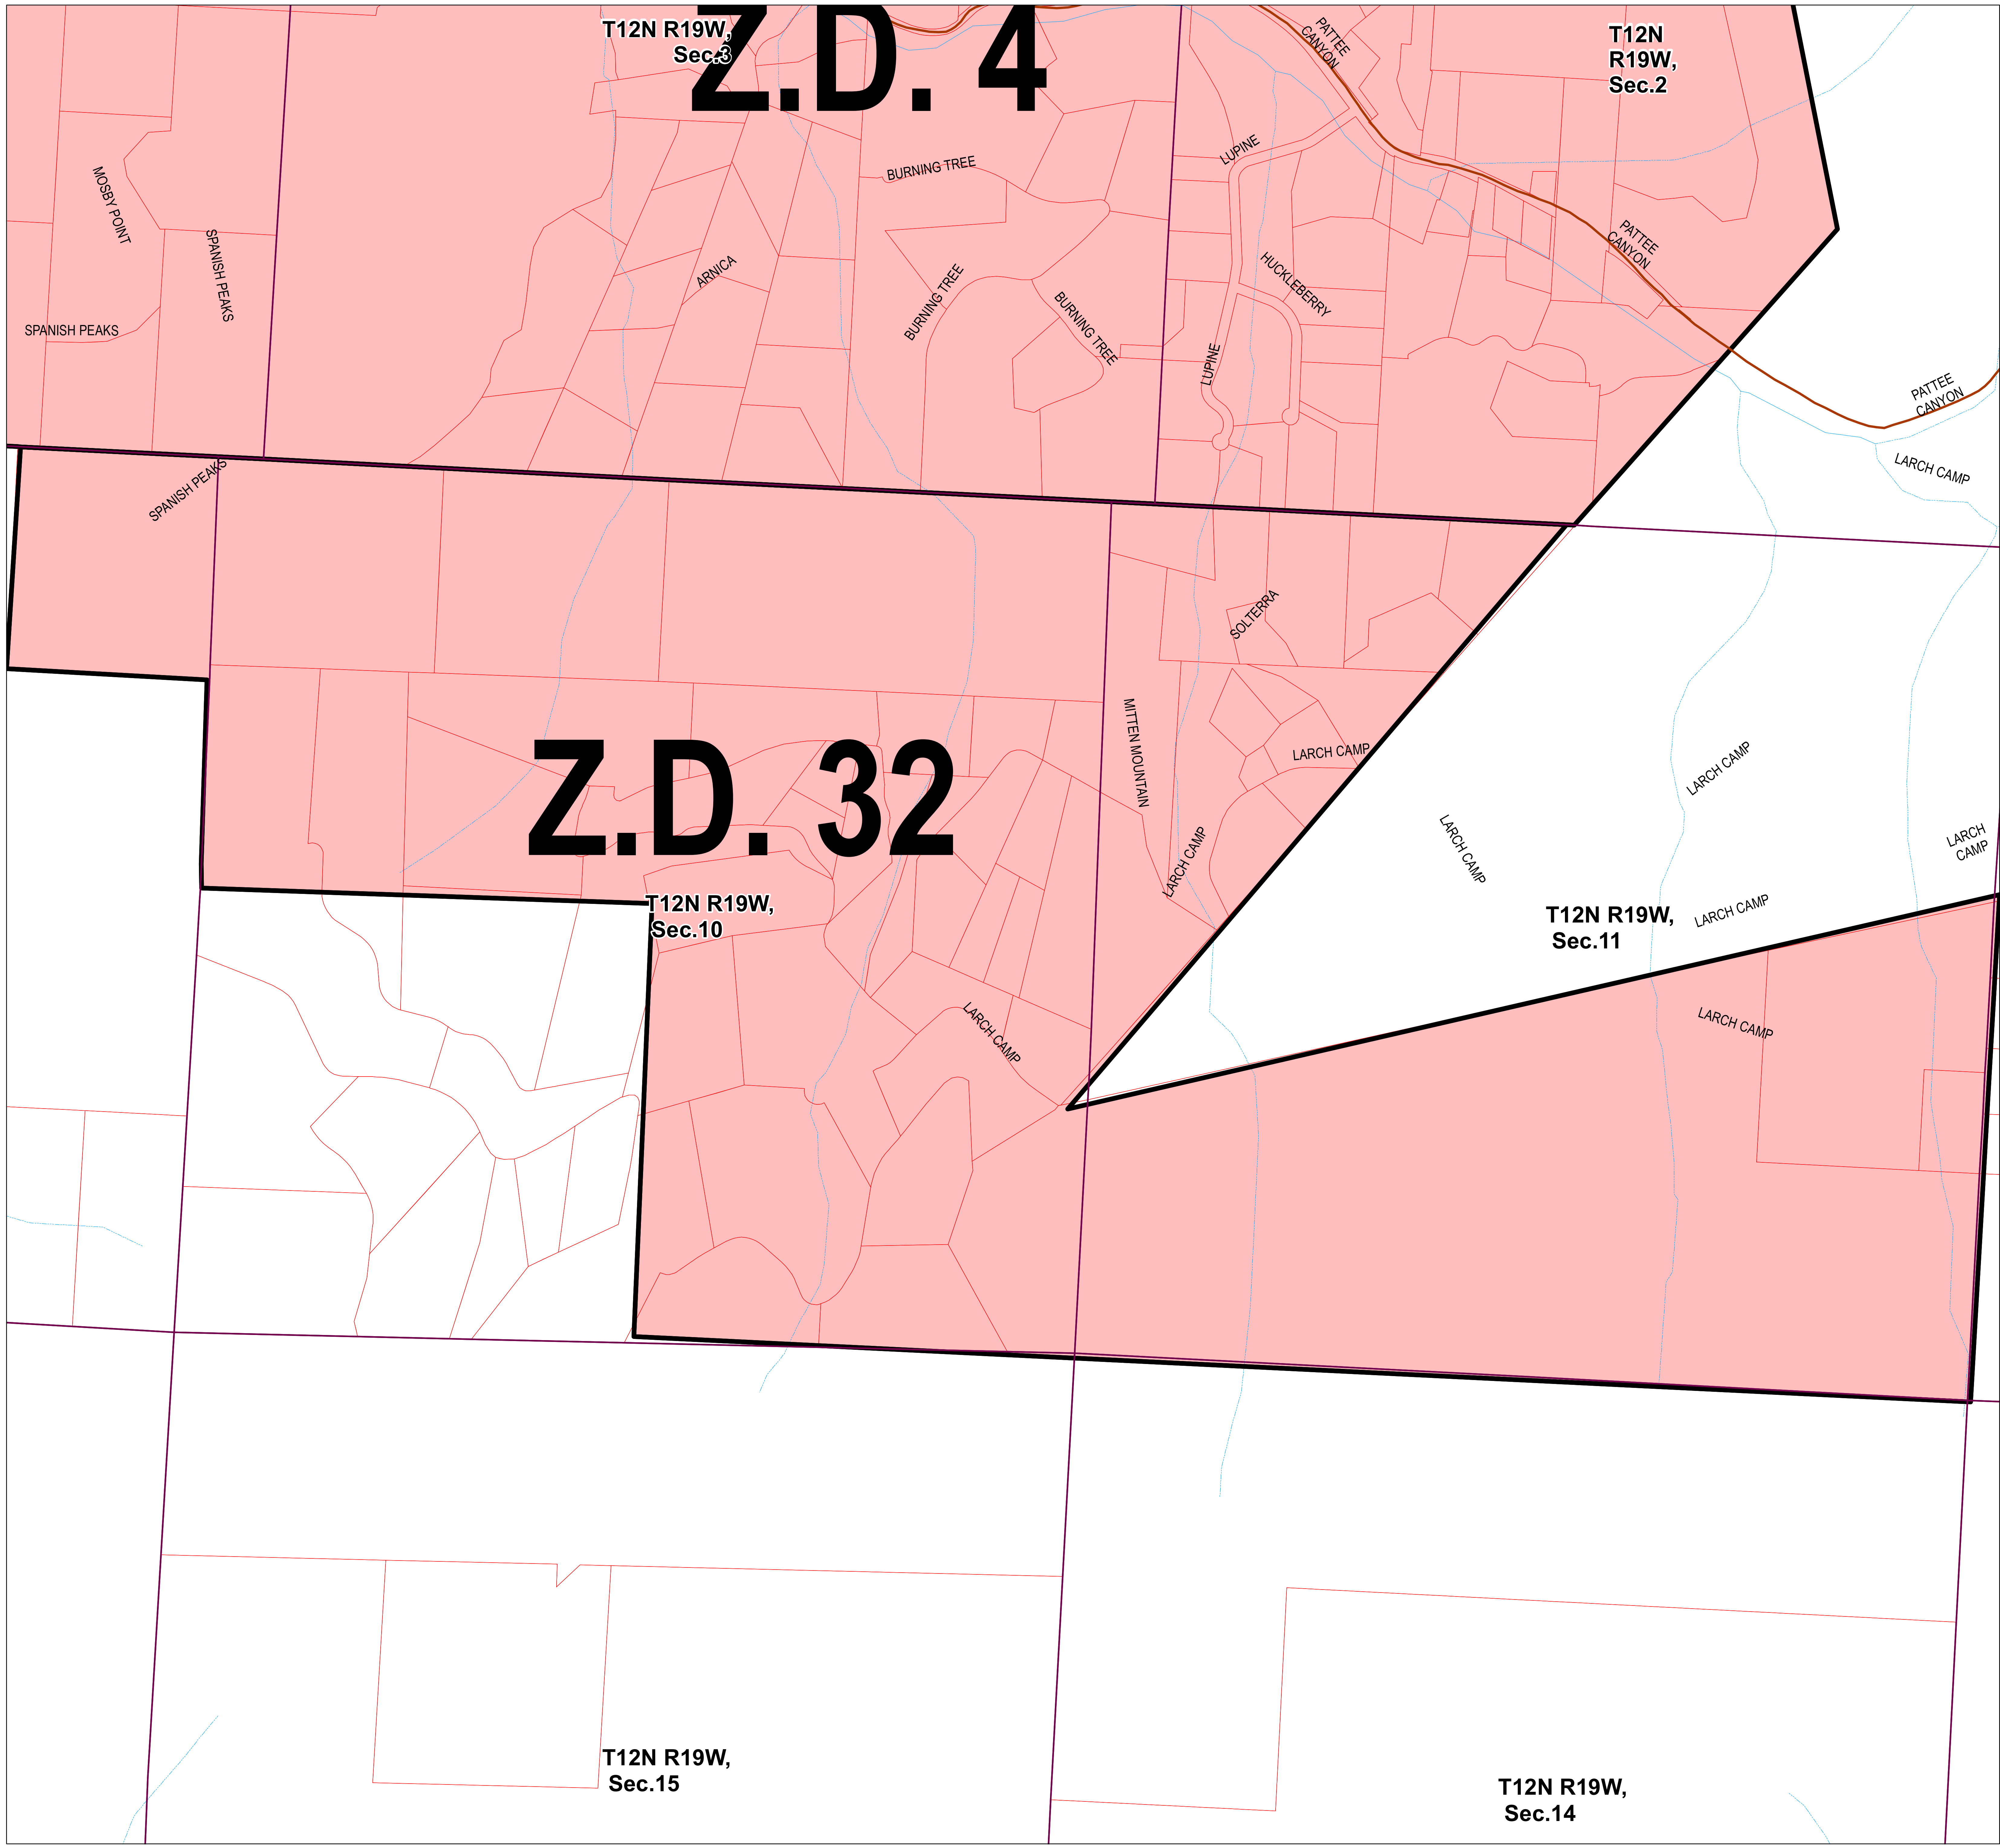 T12N R19W,
Sec.3
Z.D. 4
PATTEE
CANYON
T12N
R19W,
Sec.2
MOSBY POINT
BURNING TREE
LUPINE
SPANISH PEAKS
ARNICA
BURNING TREE
BURNING TREE
HUCKLEBERRY
PATTEE
CANYON
SPANISH PEAKS
LUPINE
PATTEE
CANYON
SPANISH PEAKS
LARCH CAMP
SOLTERRA
MITTEN MOUNTAIN
LARCH CAMP
LARCH CAMP
Z.D. 32
LARCH CAMP
LARCH CAMP
LARCH
CAMP
T12N R19W,
Sec.10
T12N R19W,
Sec.11
LARCH CAMP
LARCH CAMP
LARCH CAMP
T12N R19W,
Sec.15
T12N R19W,
Sec.14